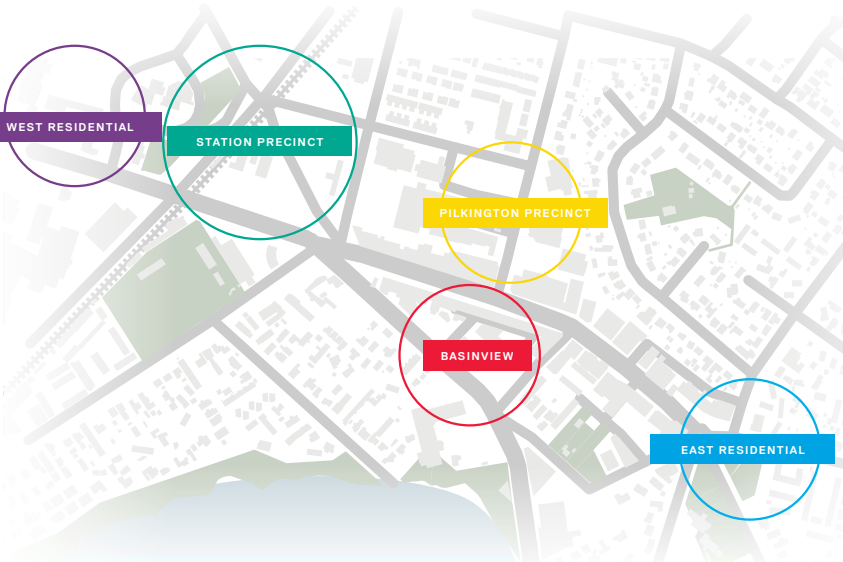 WEST RESIDENTIAL
STATION PRECINCT
PILKINGTON PRECINCT
BASINVIEW
EAST RESIDENTIAL